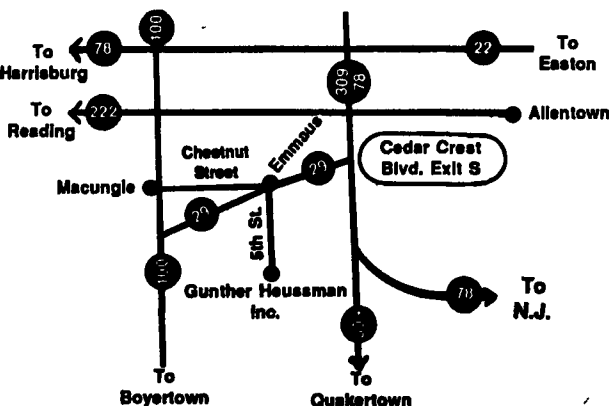 100
To
Harrisburg
78
22
To
Easton
309
78
To
Reading
222
Allentown
Emmaus
Chestnut
Street
Cedar Crest
Blvd. Exit S
29
Macungie
29
5th St.
100
Gunther Heussman
Inc.
78
To
N.J.
To
Boyertown
To
Quakertown